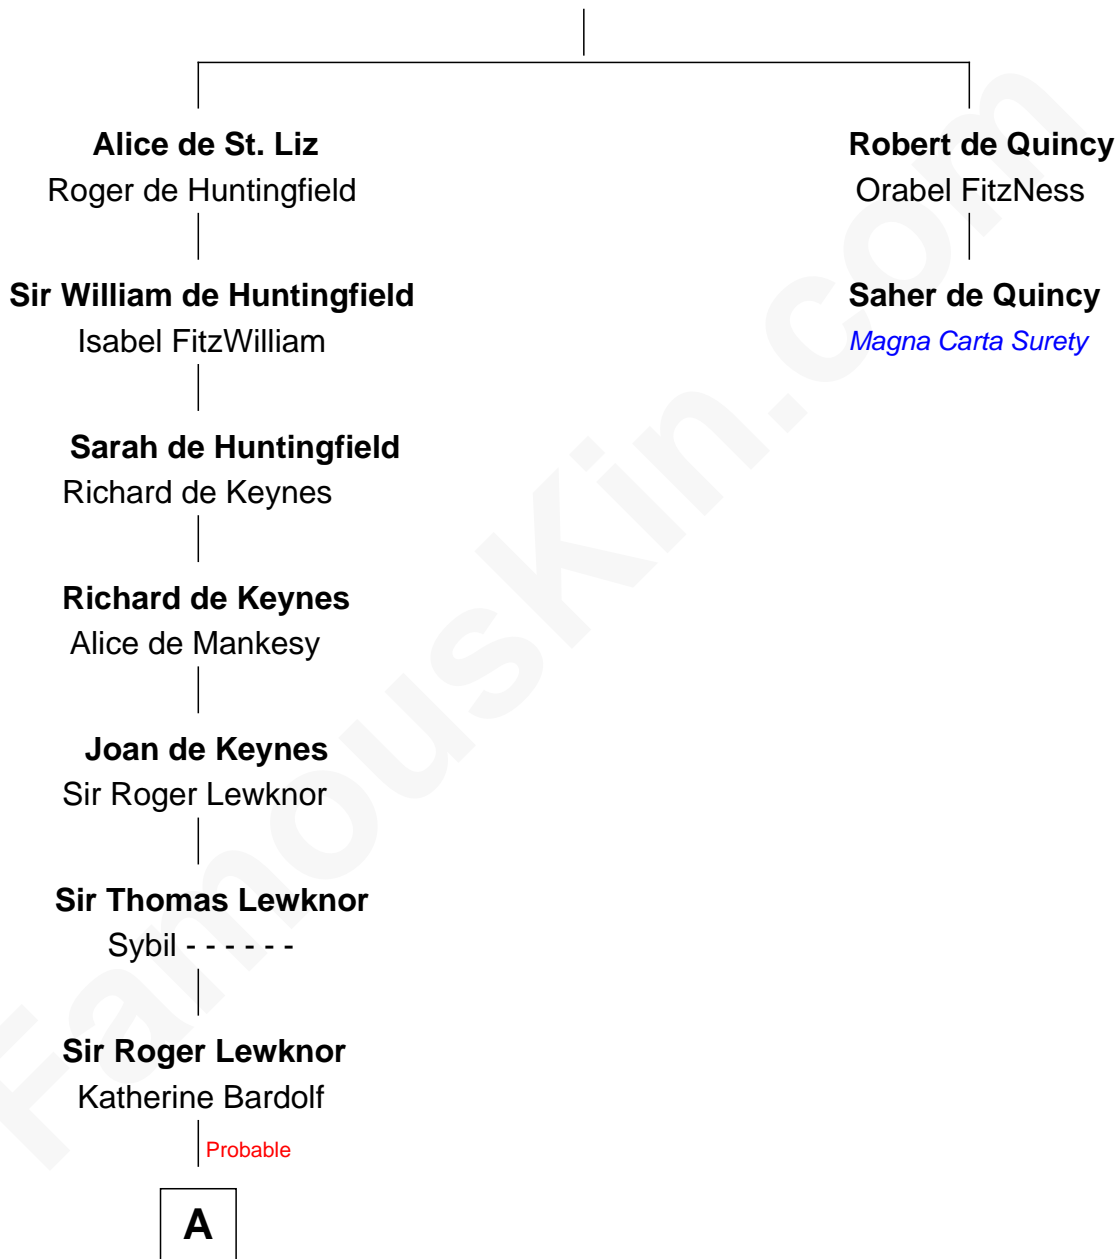 Alice de St. Liz
Roger de Huntingfield
Robert de Quincy
Orabel FitzNess
Sir William de Huntingfield
Isabel FitzWilliam
Saher de Quincy
Magna Carta Surety
Sarah de Huntingfield
Richard de Keynes
Richard de Keynes
Alice de Mankesy
Joan de Keynes
Sir Roger Lewknor
Sir Thomas Lewknor
Sybil - - - - - -
Sir Roger Lewknor
Katherine Bardolf
Probable
A
FamousKin.com